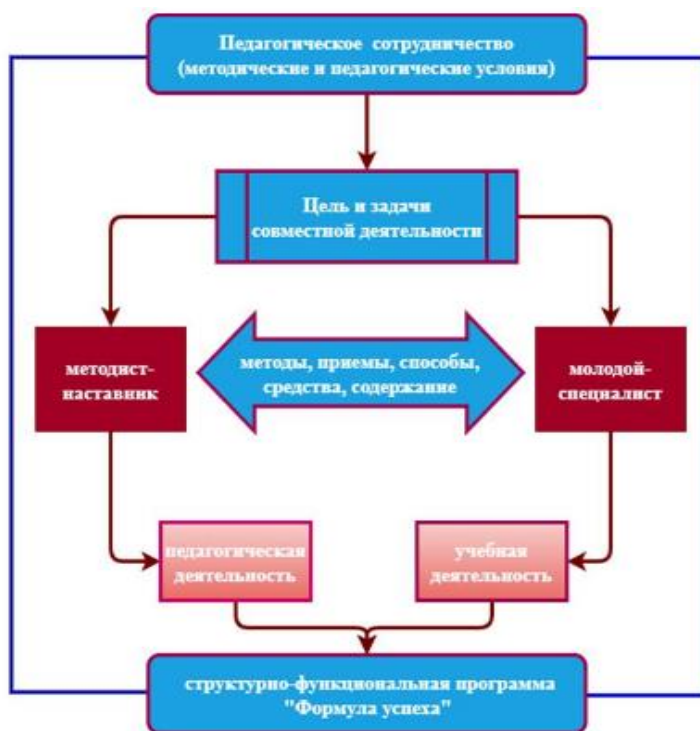 Педагогическое сотрудничество
(методические и педагогические условия)
Цель и задачи
совместной деятельности
методист-
наставник
методы, приемы, способы,
средства, содержание
молодой-
специалист
педагогическая
деятельность
учебная
деятельность
структурно-функциональная программа
"Формула успеха"